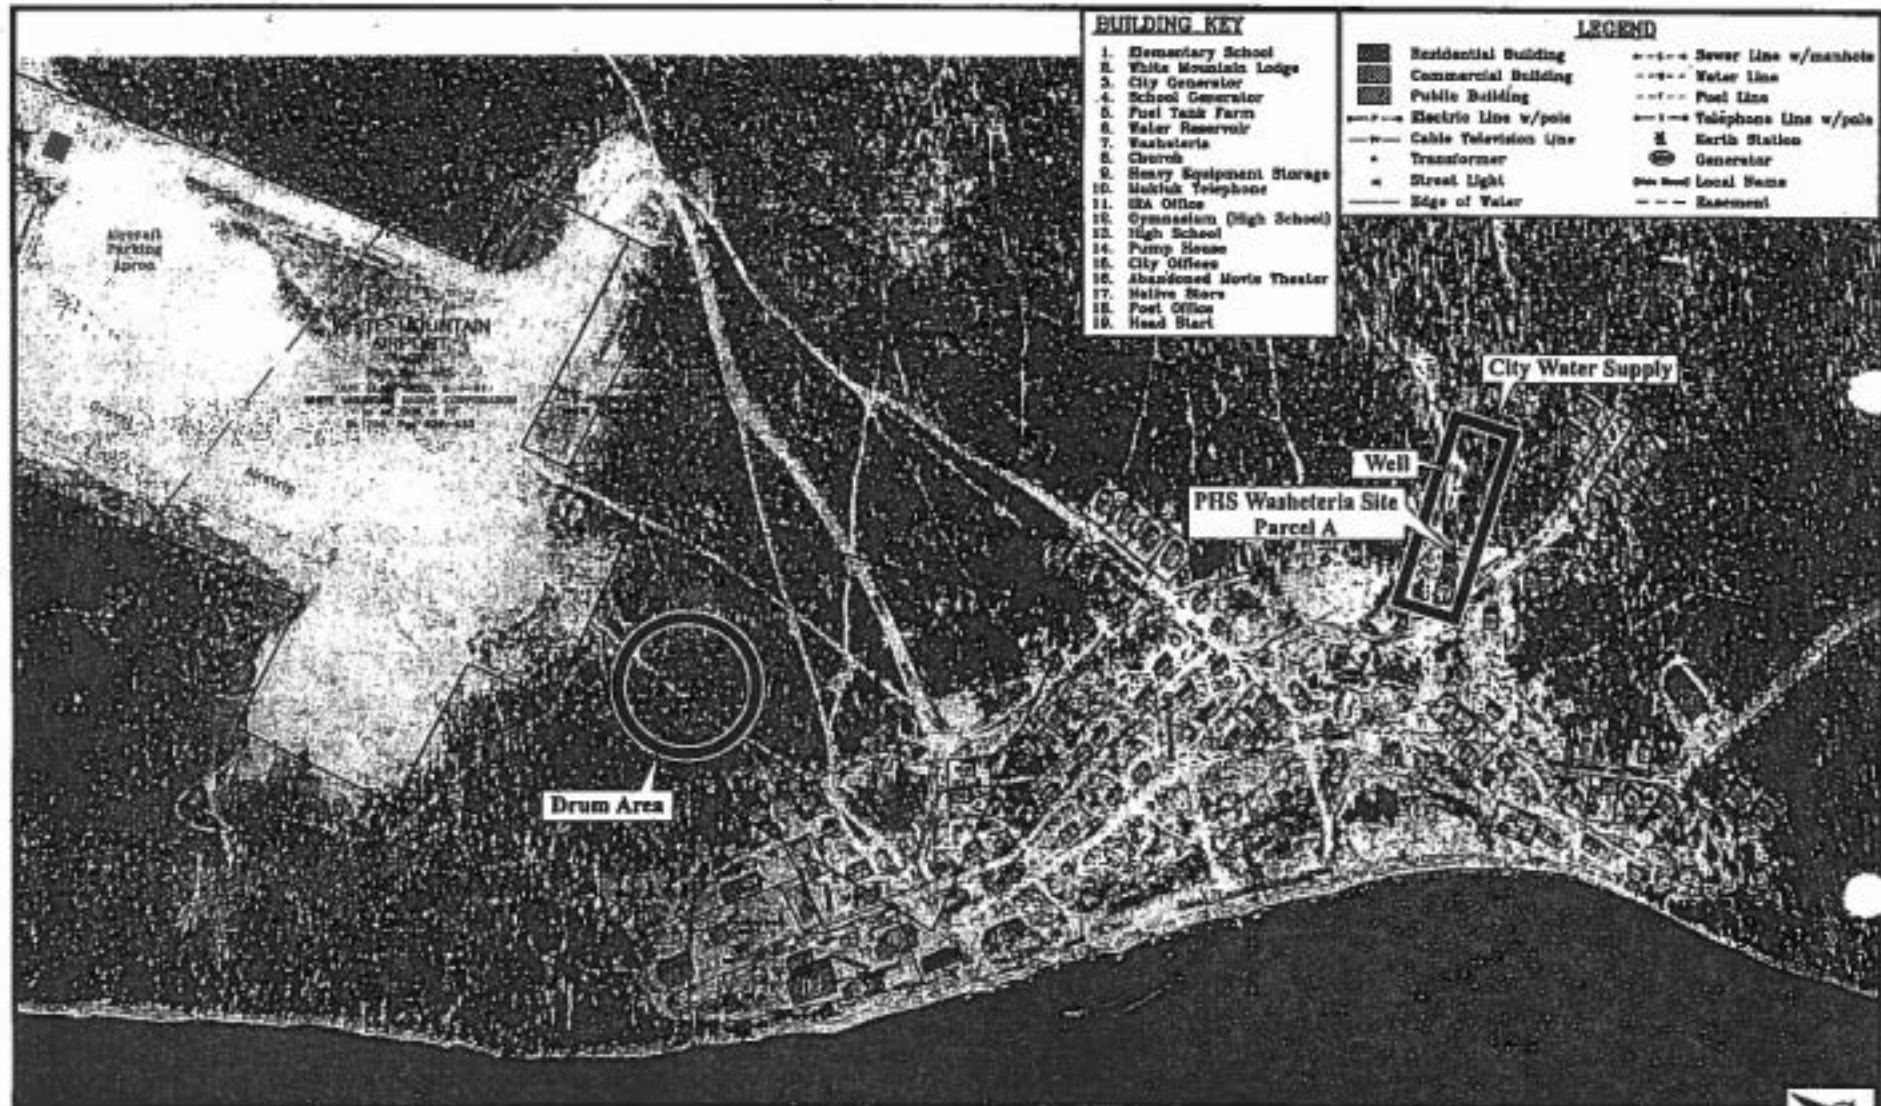 BUILDING KEY
1. Elementary School
2. White Mountain Lodge
3. City Generator
4. School Generator
5. Fuel Tank Farm
6. Water Reservoir
7. Washeteria
8. Church
9. Heavy Equipment Storage
10. Mukluk Telephone
11. IRA Office
12. Gymnasium (High School)
13. High School
14. Pump House
15. City Offices
16. Abandoned Movie Theater
17. Native Store
18. Post Office
19. Head Start
LEGEND
Residential Building
Commercial Building
Public Building
Electric Line w/pole
Cable Television Line
Transformer
Street Light
Edge of Water
Sewer Line w/manhole
Water Line
Fuel Line
Telephone Line w/pole
Earth Station
Generator
Local Name
Easement
Aircraft
Parking
Apron
WHITE MOUNTAIN
AIRPORT
Gravel
Airstrip
City Water Supply
Well
PHS Washeteria Site
Parcel A
Drum Area